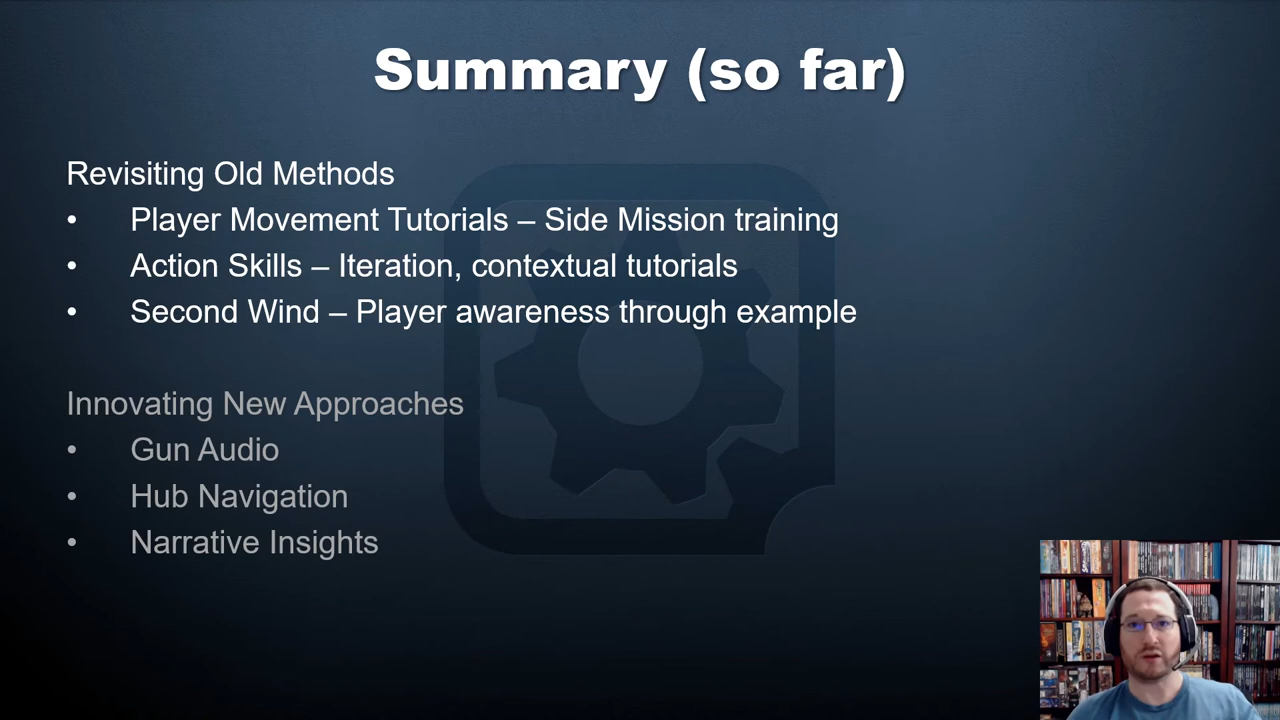 Summary (so far)
Revisiting Old Methods
• Player Movement Tutorials – Side Mission training
• Action Skills – Iteration, contextual tutorials
• Second Wind – Player awareness through example
Innovating New Approaches
• Gun Audio
• Hub Navigation
• Narrative Insights